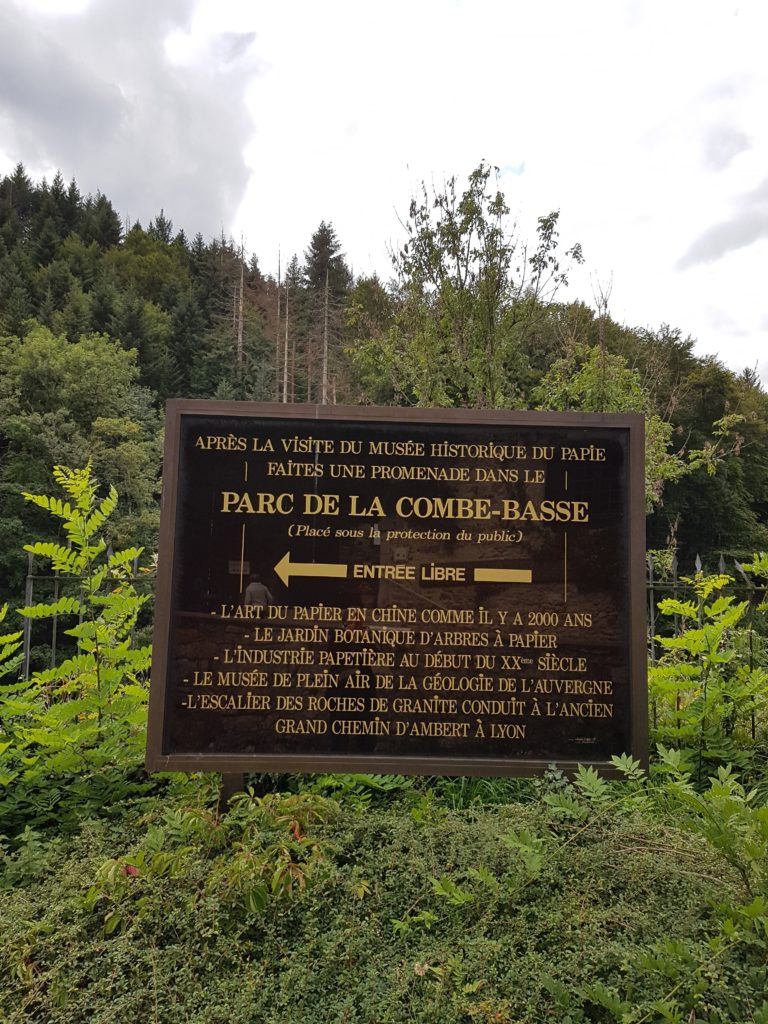 APRÈS LA VISITE DU MUSÉE HISTORIQUE DU PAPIE
FAITES UNE PROMENADE DANS LE
PARC DE LA COMBE-BASSE
(Placé sous la protection du public)
ENTRÉE LIBRE
- L'ART DU PAPIER EN CHINE COMME IL Y A 2000 ANS
- LE JARDIN BOTANIQUE D'ARBRES À PAPIER
- L'INDUSTRIE PAPETIÈRE AU DÉBUT DU XXème SIÈCLE
- LE MUSÉE DE PLEIN AIR DE LA GÉOLOGIE DE L'AUVERGNE
-L'ESCALIER DES ROCHES DE GRANITE CONDUIT À L'ANCIEN
GRAND CHEMIN D'AMBERT À LYON